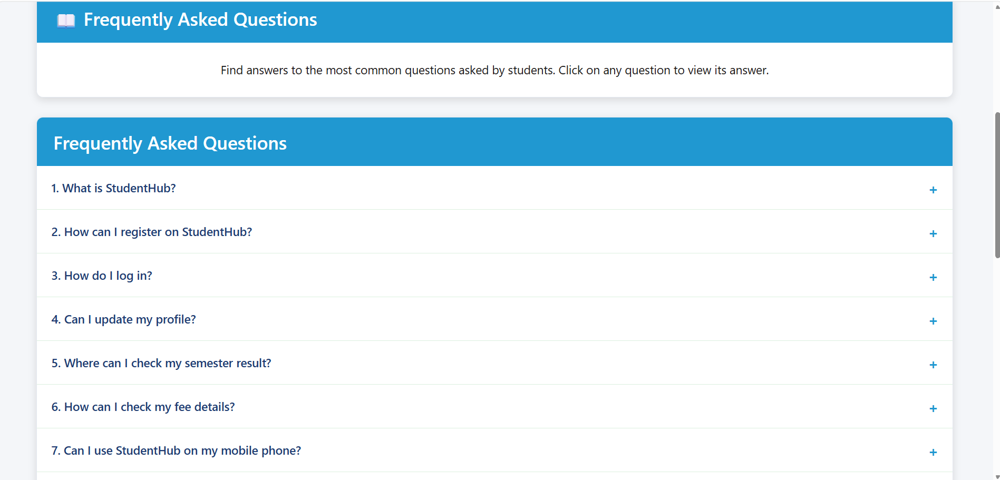 Frequently Asked Questions
Find answers to the most common questions asked by students. Click on any question to view its answer.
Frequently Asked Questions
1. What is StudentHub?
+
2. How can I register on StudentHub?
+
3. How do I log in?
+
4. Can I update my profile?
+
5. Where can I check my semester result?
+
6. How can I check my fee details?
+
7. Can I use StudentHub on my mobile phone?
+